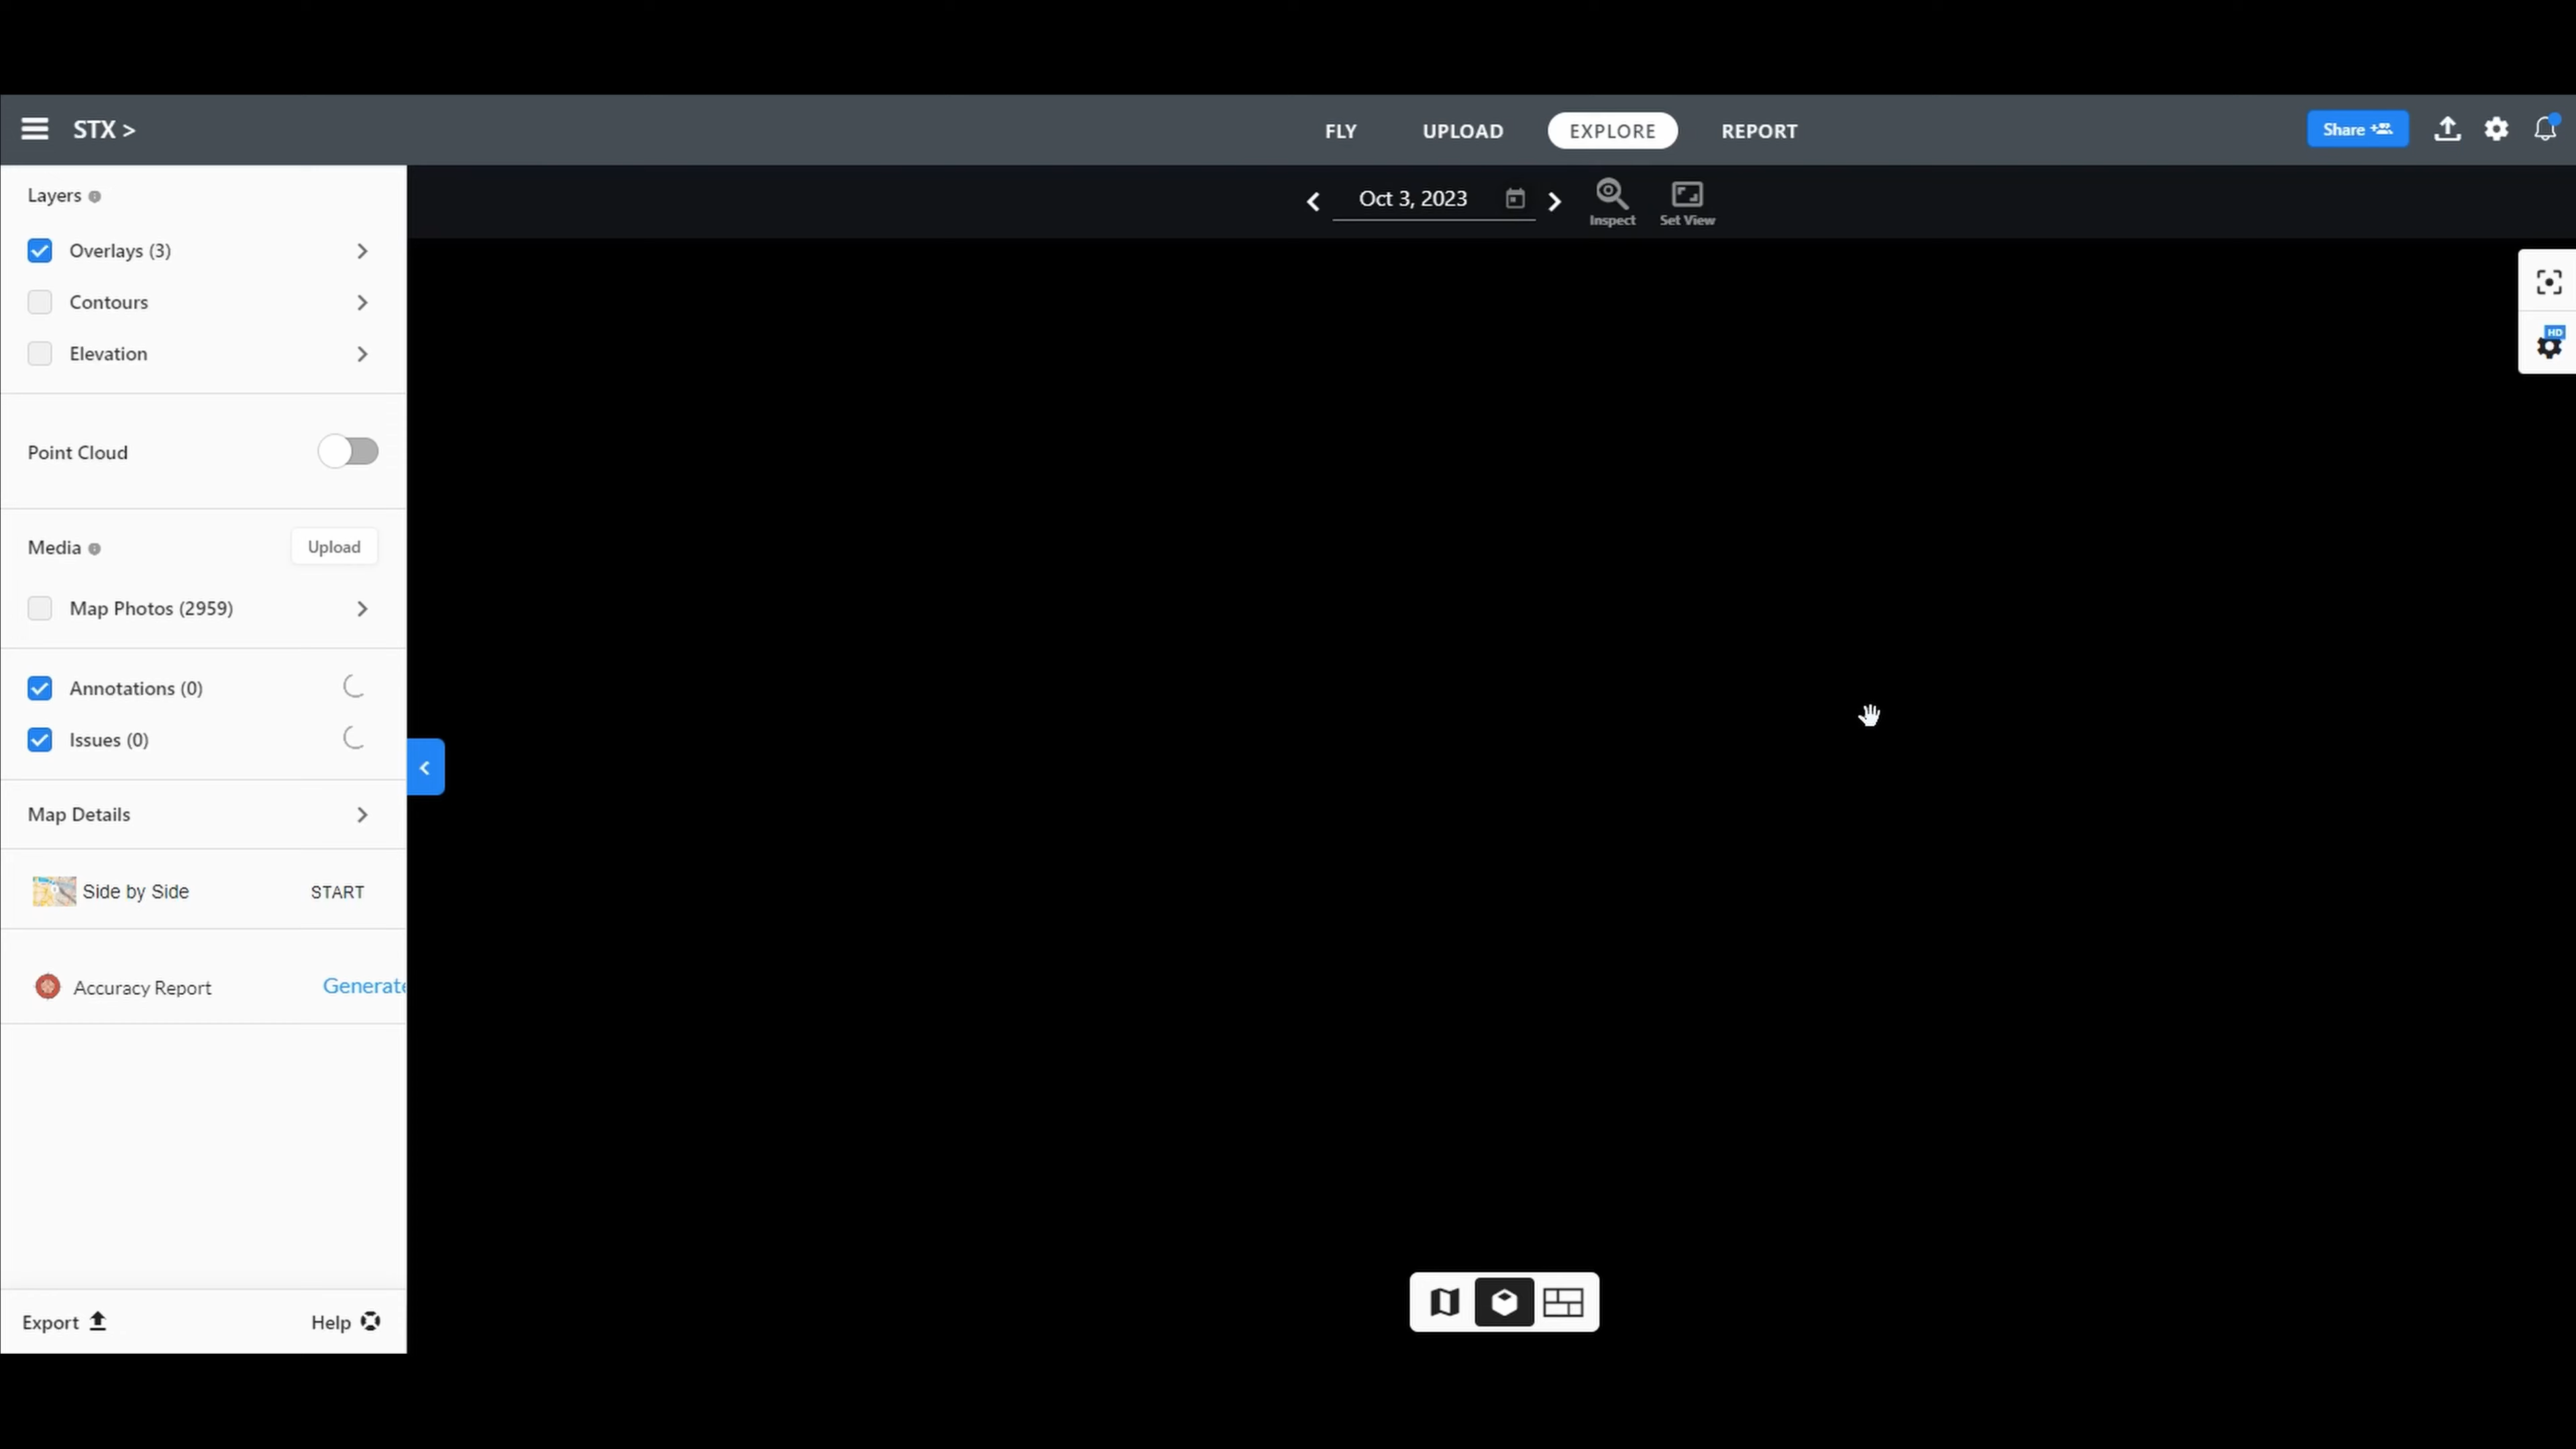 STX >
FLY
UPLOAD
EXPLORE
REPORT
Share
Layers
Oct 3, 2023
Inspect
Set View
Overlays (3)
Contours
HD
Elevation
Point Cloud
Media
Upload
Map Photos (2959)
Annotations (0)
Issues (0)
Map Details
Side by Side
START
Accuracy Report
Generate
Export
Help